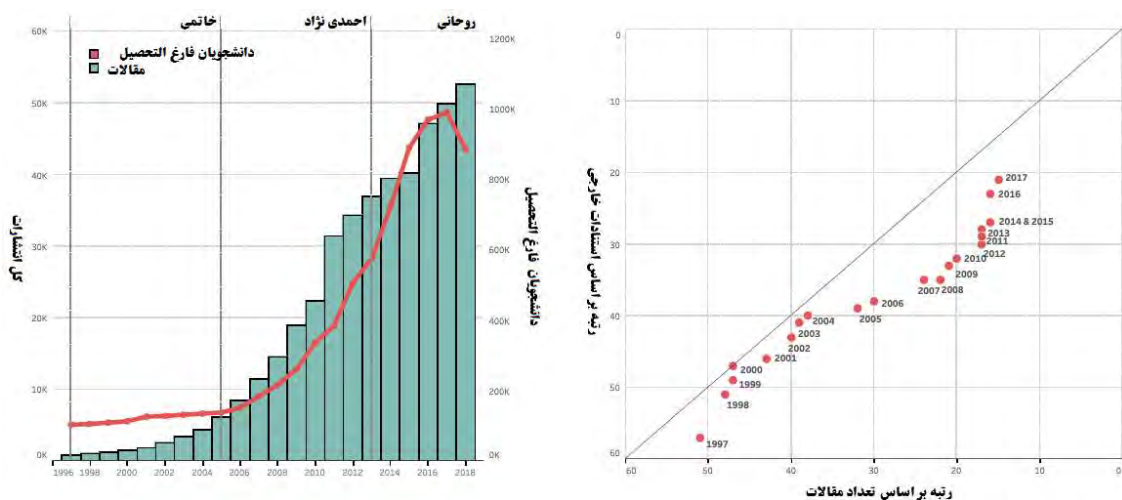 خاتمی
احمدی نژاد
روحانی
دانشجویان فارغ التحصیل
مقالات
60K
50K
40K
30K
20K
10K
0K
1200K
1000K
800K
600K
400K
200K
0K
کل انتشارات
دانشجویان فارغ التحصیل
1996 1998 2000 2002 2004 2006 2008 2010 2012 2014 2016 2018
0
10
20
30
40
50
60
رتبه بر اساس استنادات خارجی
2017
2016
2014 & 2015
2013
2011
2012
2010
2009
2007 2008
2006
2005
2004
2003
2002
2001
2000
1999
1998
1997
60 50 40 30 20 10 0
رتبه بر اساس تعداد مقالات